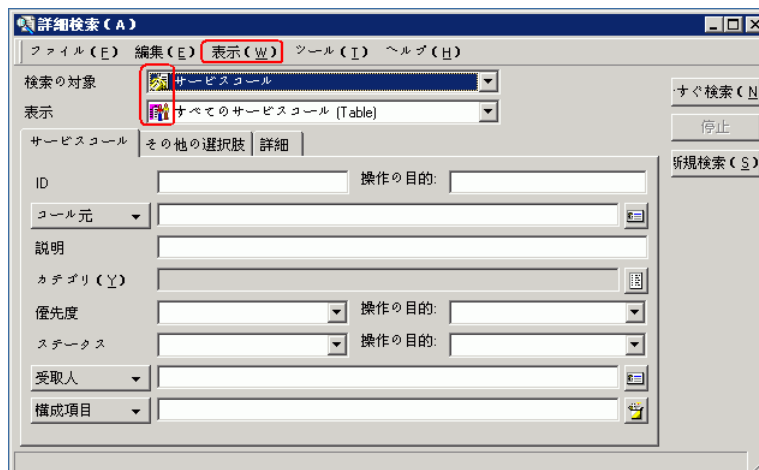 詳細検索(A)
ファイル(F) 編集(E) 表示(W) ツール(T) ヘルプ(H)
検索の対象 サービスコール
表示 すべてのサービスコール (Table)
すぐ検索(N
停止
新規検索(S)
サービスコール その他の選択肢 詳細
ID 操作の目的:
コール元
説明
カテゴリ(Y)
優先度 操作の目的:
ステータス 操作の目的:
受取人
構成項目